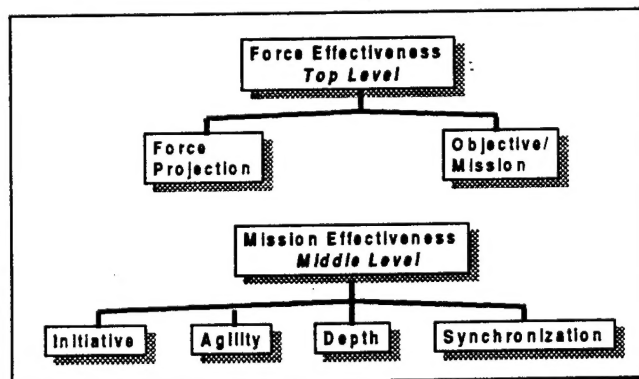 Force Effectiveness
Top Level
Force
Projection
Objective/
Mission
Mission Effectiveness
Middle Level
Initiative
Agility
Depth
Synchronization